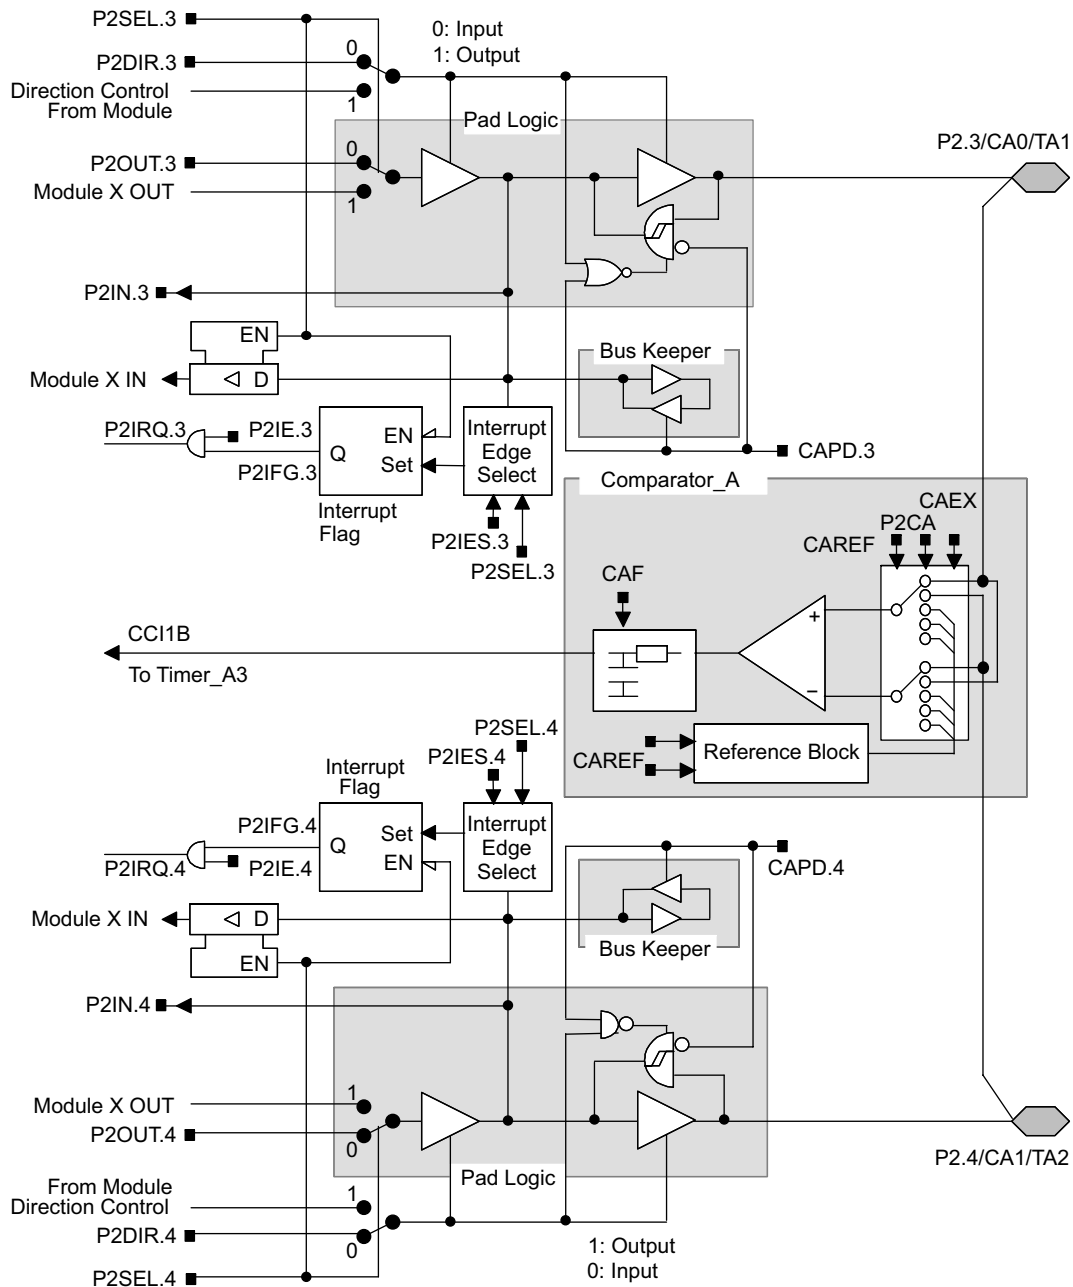 P2SEL.3
0: Input
1: Output
P2DIR.3
0
Direction Control
From Module
1
Pad Logic
P2.3/CA0/TA1
P2OUT.3
0
Module X OUT
1
P2IN.3
EN
Bus Keeper
Module X IN
D
P2IRQ.3
P2IE.3
P2IFG.3
Q
EN
Set
Interrupt
Edge
Select
CAPD.3
Interrupt
Flag
P2IES.3
P2SEL.3
Comparator_A
CAEX
P2CA
CAREF
CAF
+
CCI1B
To Timer_A3
−
P2SEL.4
P2IES.4
CAREF
Reference Block
Interrupt
Flag
P2IFG.4
P2IRQ.4
P2IE.4
Q
Set
EN
Interrupt
Edge
Select
CAPD.4
Module X IN
D
Bus Keeper
EN
P2IN.4
Module X OUT
1
P2OUT.4
0
P2.4/CA1/TA2
Pad Logic
From Module
Direction Control
1
P2DIR.4
0
1: Output
0: Input
P2SEL.4